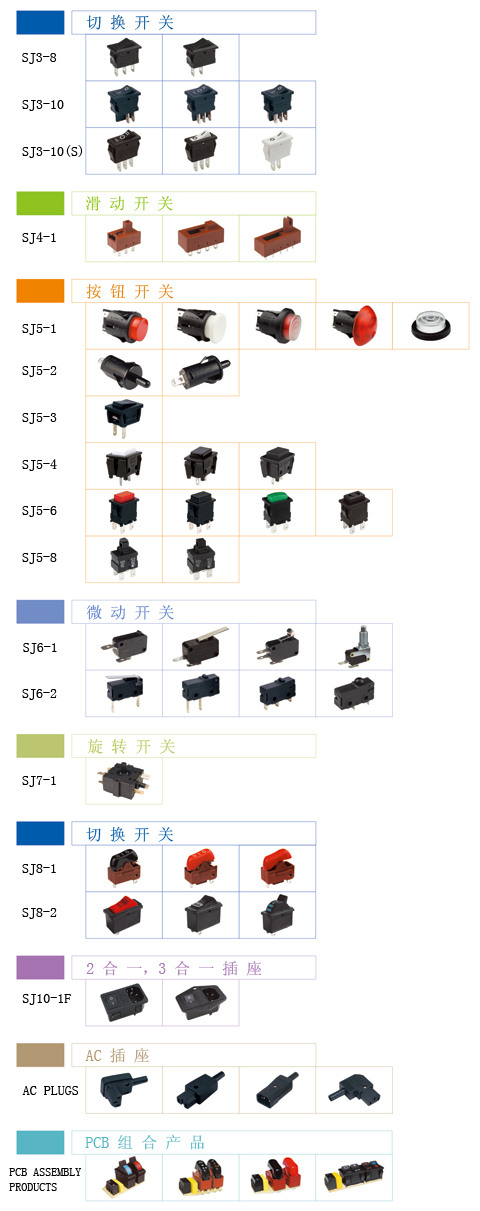 切换开关
SJ3-8
SJ3-10
SJ3-10(S)
滑动开关
SJ4-1
按钮开关
SJ5-1
SJ5-2
SJ5-3
SJ5-4
SJ5-6
SJ5-8
微动开关
SJ6-1
SJ6-2
旋转开关
SJ7-1
切换开关
SJ8-1
SJ8-2
2合一,3合一插座
SJ10-1F
AC插座
AC PLUGS
PCB组合产品
PCB ASSEMBLY
PRODUCTS